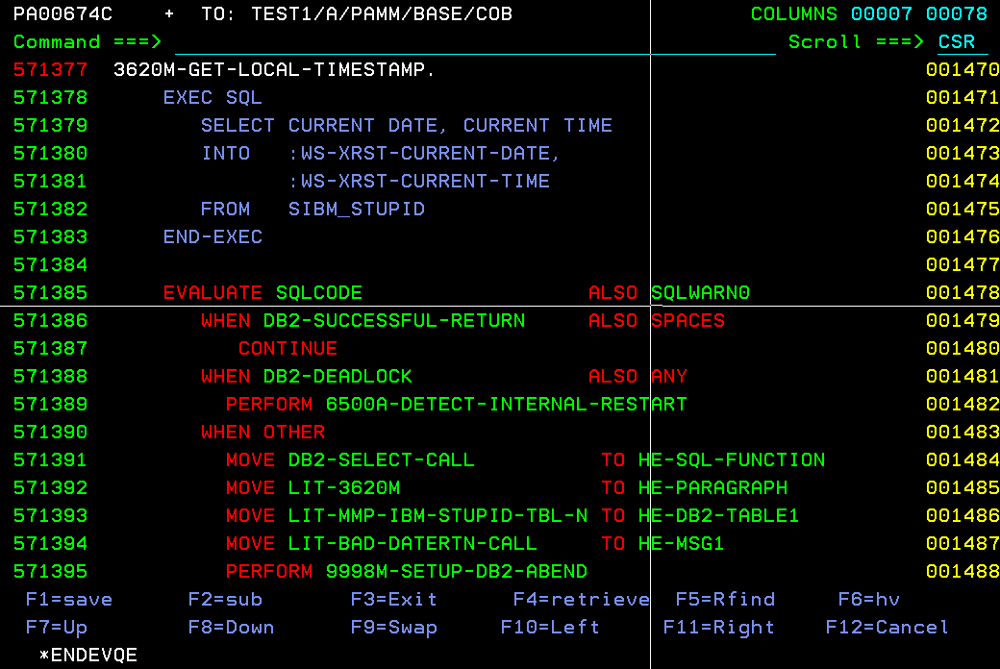 PA00674C    +  TO: TEST1/A/PAMM/BASE/COB                   COLUMNS 00007 00078
Command ===>                                                  Scroll ===> CSR
571377  3620M-GET-LOCAL-TIMESTAMP.                                       001470
571378      EXEC SQL                                                     001471
571379         SELECT CURRENT DATE, CURRENT TIME                         001472
571380         INTO   :WS-XRST-CURRENT-DATE,                             001473
571381                :WS-XRST-CURRENT-TIME                              001474
571382         FROM   SIBM_STUPID                                        001475
571383      END-EXEC                                                     001476
571384                                                                   001477
571385      EVALUATE SQLCODE                  ALSO SQLWARN0              001478
571386         WHEN DB2-SUCCESSFUL-RETURN     ALSO SPACES                001479
571387            CONTINUE                                               001480
571388         WHEN DB2-DEADLOCK              ALSO ANY                   001481
571389           PERFORM 6500A-DETECT-INTERNAL-RESTART                   001482
571390         WHEN OTHER                                                001483
571391           MOVE DB2-SELECT-CALL          TO HE-SQL-FUNCTION        001484
571392           MOVE LIT-3620M                TO HE-PARAGRAPH           001485
571393           MOVE LIT-MMP-IBM-STUPID-TBL-N TO HE-DB2-TABLE1          001486
571394           MOVE LIT-BAD-DATERTN-CALL     TO HE-MSG1                001487
571395           PERFORM 9998M-SETUP-DB2-ABEND                           001488
F1=save      F2=sub       F3=Exit      F4=retrieve  F5=Rfind     F6=hv
F7=Up        F8=Down      F9=Swap     F10=Left     F11=Right    F12=Cancel
*ENDEVQE